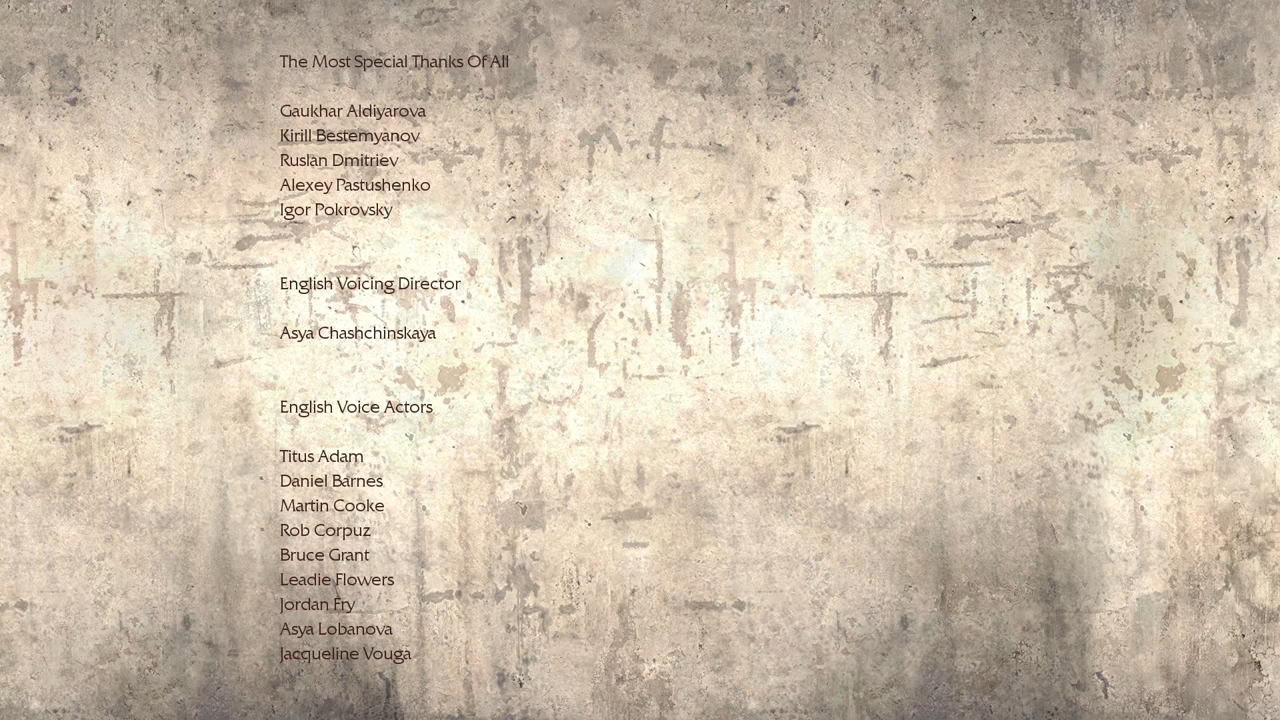 The Most Special Thanks Of All
Gaukhar Aldiyarova
Kirill Bestemyanov
Ruslan Dmitriev
Alexey Pastushenko
Igor Pokrovsky
English Voicing Director
Asya Chashchinskaya
English Voice Actors
Titus Adam
Daniel Barnes
Martin Cooke
Rob Corpuz
Bruce Grant
Leadie Flowers
Jordan Fry
Asya Lobanova
Jacqueline Vouga